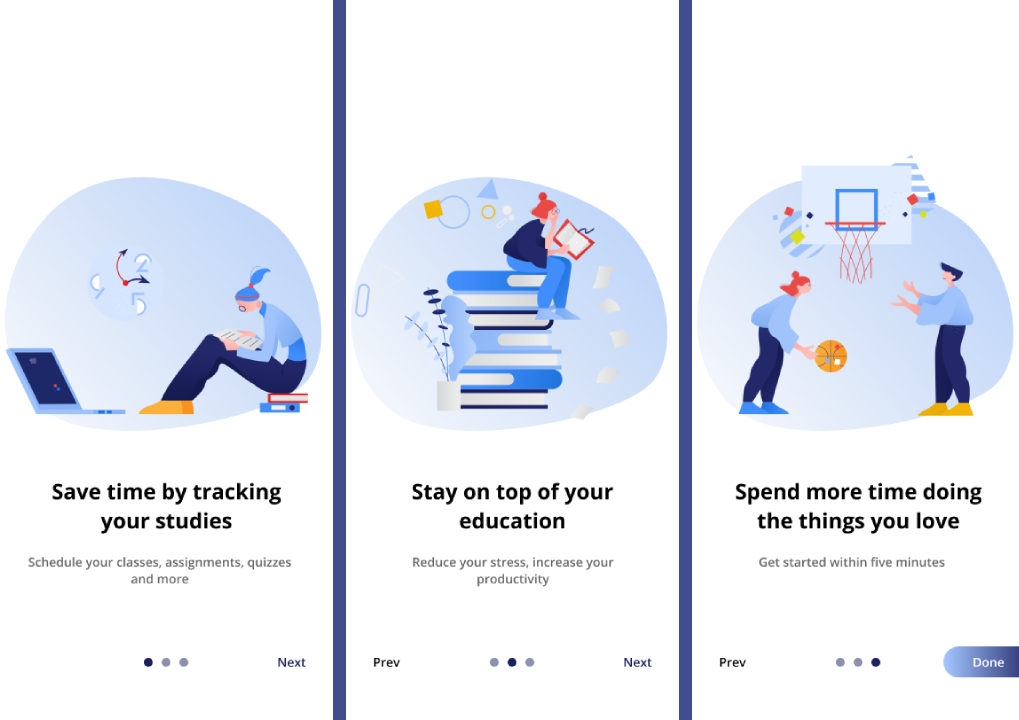 Save time by tracking
your studies
Schedule your classes, assignments, quizzes
and more
Next
Stay on top of your
education
Reduce your stress, increase your
productivity
Prev
Next
Spend more time doing
the things you love
Get started within five minutes
Prev
Done